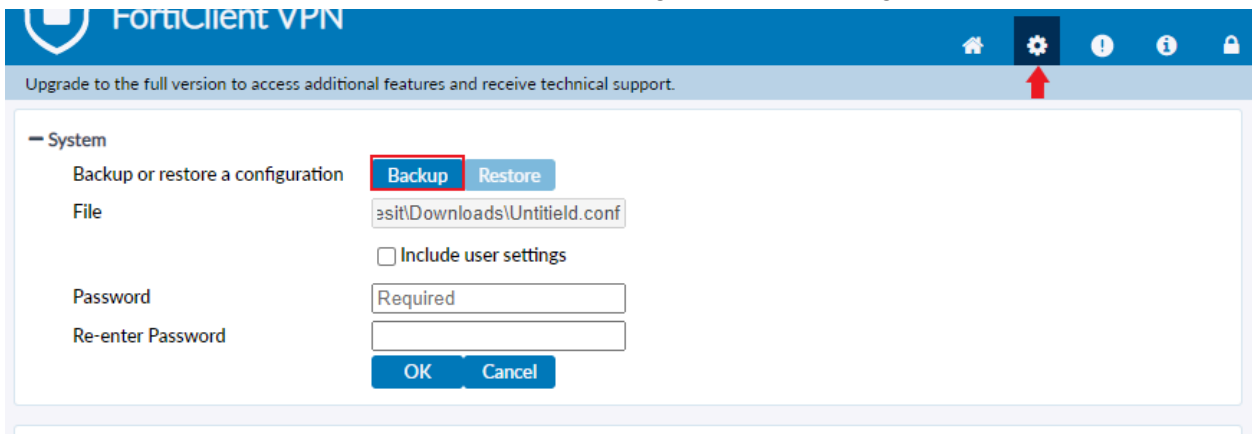 FortiClient VPN
Upgrade to the full version to access additional features and receive technical support.
System
Backup or restore a configuration Backup Restore
File esit\Downloads\Untitield.conf
Include user settings
Password Required
Re-enter Password
OK Cancel